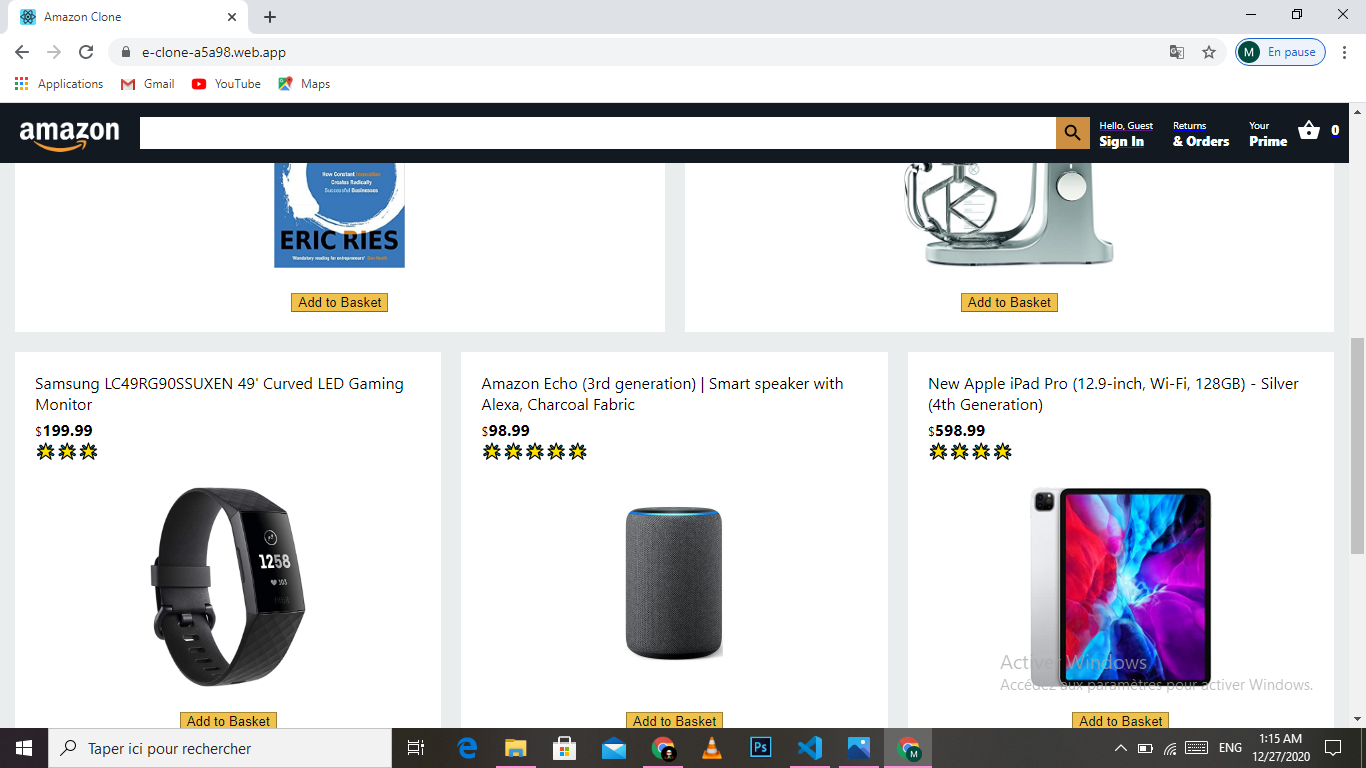 Amazon Clone
e-clone-a5a98.web.app
En pause
M
Applications
Gmail
YouTube
Maps
amazon
Hello, Guest
Sign In
Returns
& Orders
Your
Prime
0
How Constant Innovation
Creates Radically
Successful Businesses
ERIC RIES
'Mandatory reading for entrepreneurs'
K
Add to Basket
Add to Basket
Samsung LC49RG90SSUXEN 49' Curved LED Gaming
Monitor
$199.99
1258
103
Add to Basket
Amazon Echo (3rd generation) | Smart speaker with
Alexa, Charcoal Fabric
$98.99
Add to Basket
New Apple iPad Pro (12.9-inch, Wi-Fi, 128GB) - Silver
(4th Generation)
$598.99
Add to Basket
Activer Windows
Accédez aux paramètres pour activer Windows.
Taper ici pour rechercher
Ps
M
ENG
1:15 AM
12/27/2020